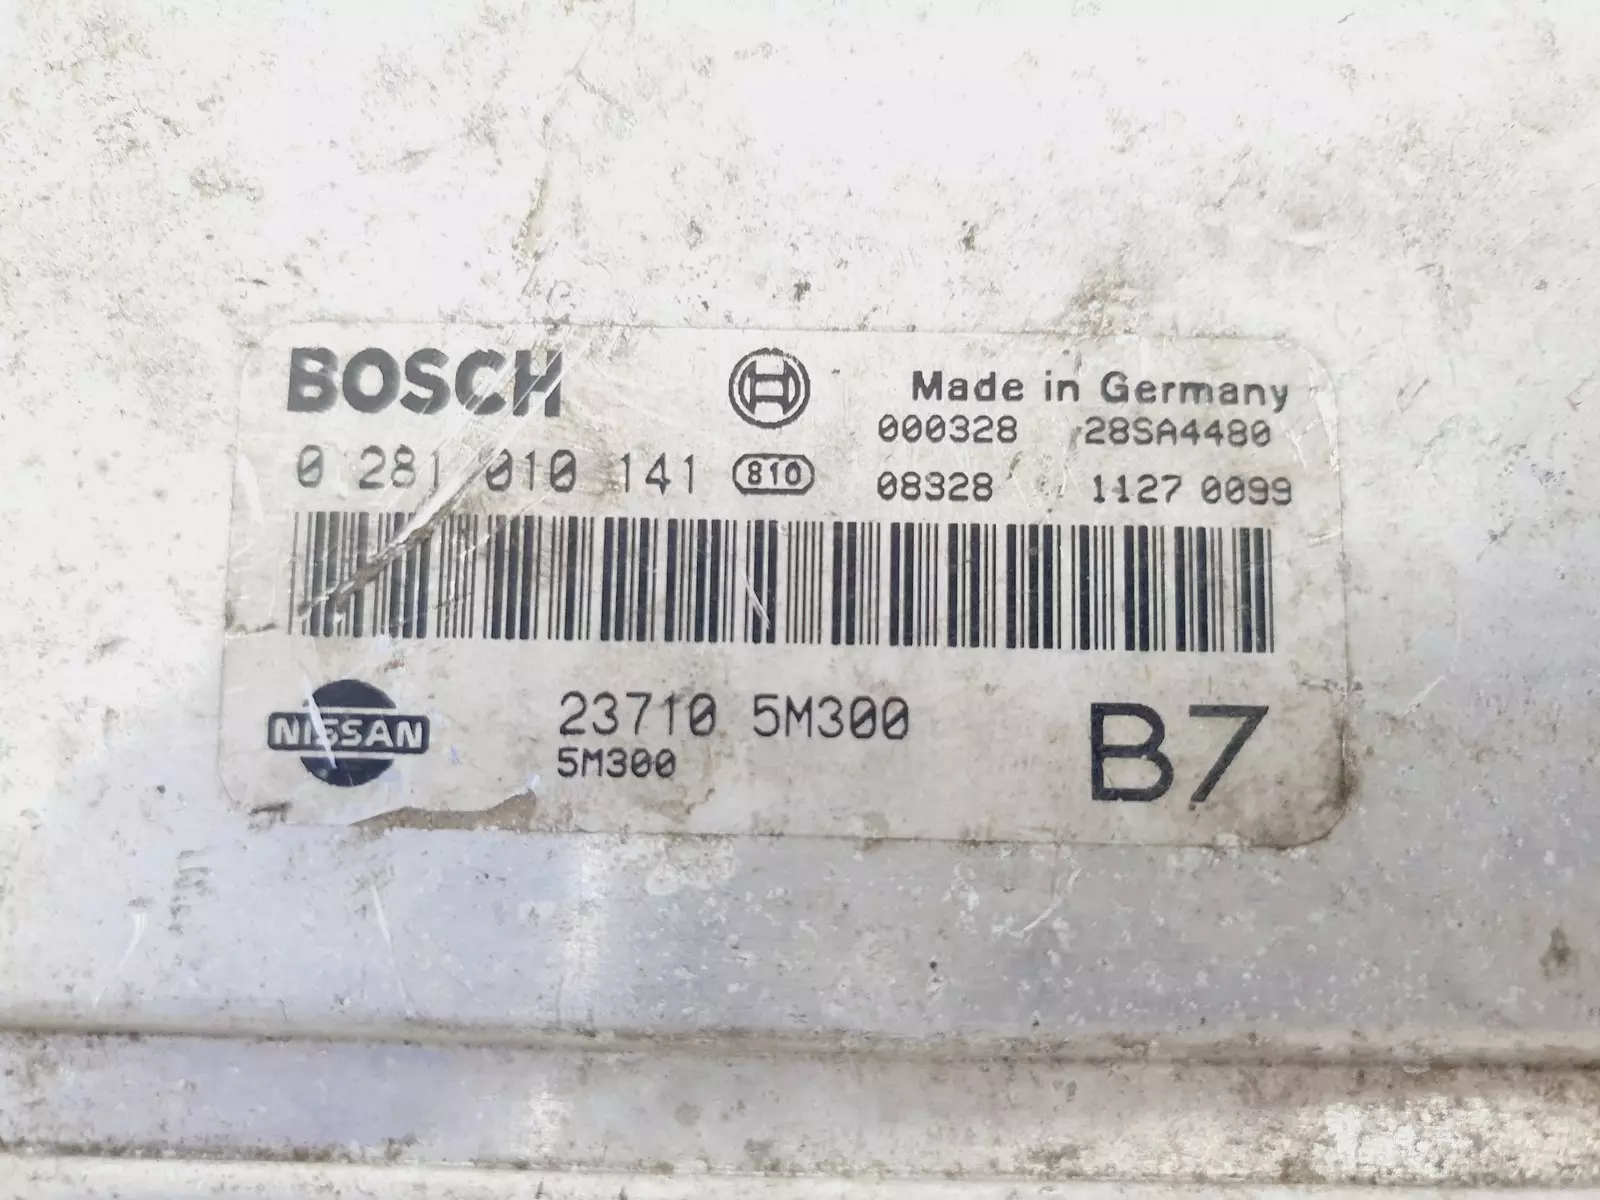 BOSCH Made in Germany
000328 28SA4480
0 281 010 141 810 08328 1127 0099
NISSAN 23710 5M300 B7
5M300